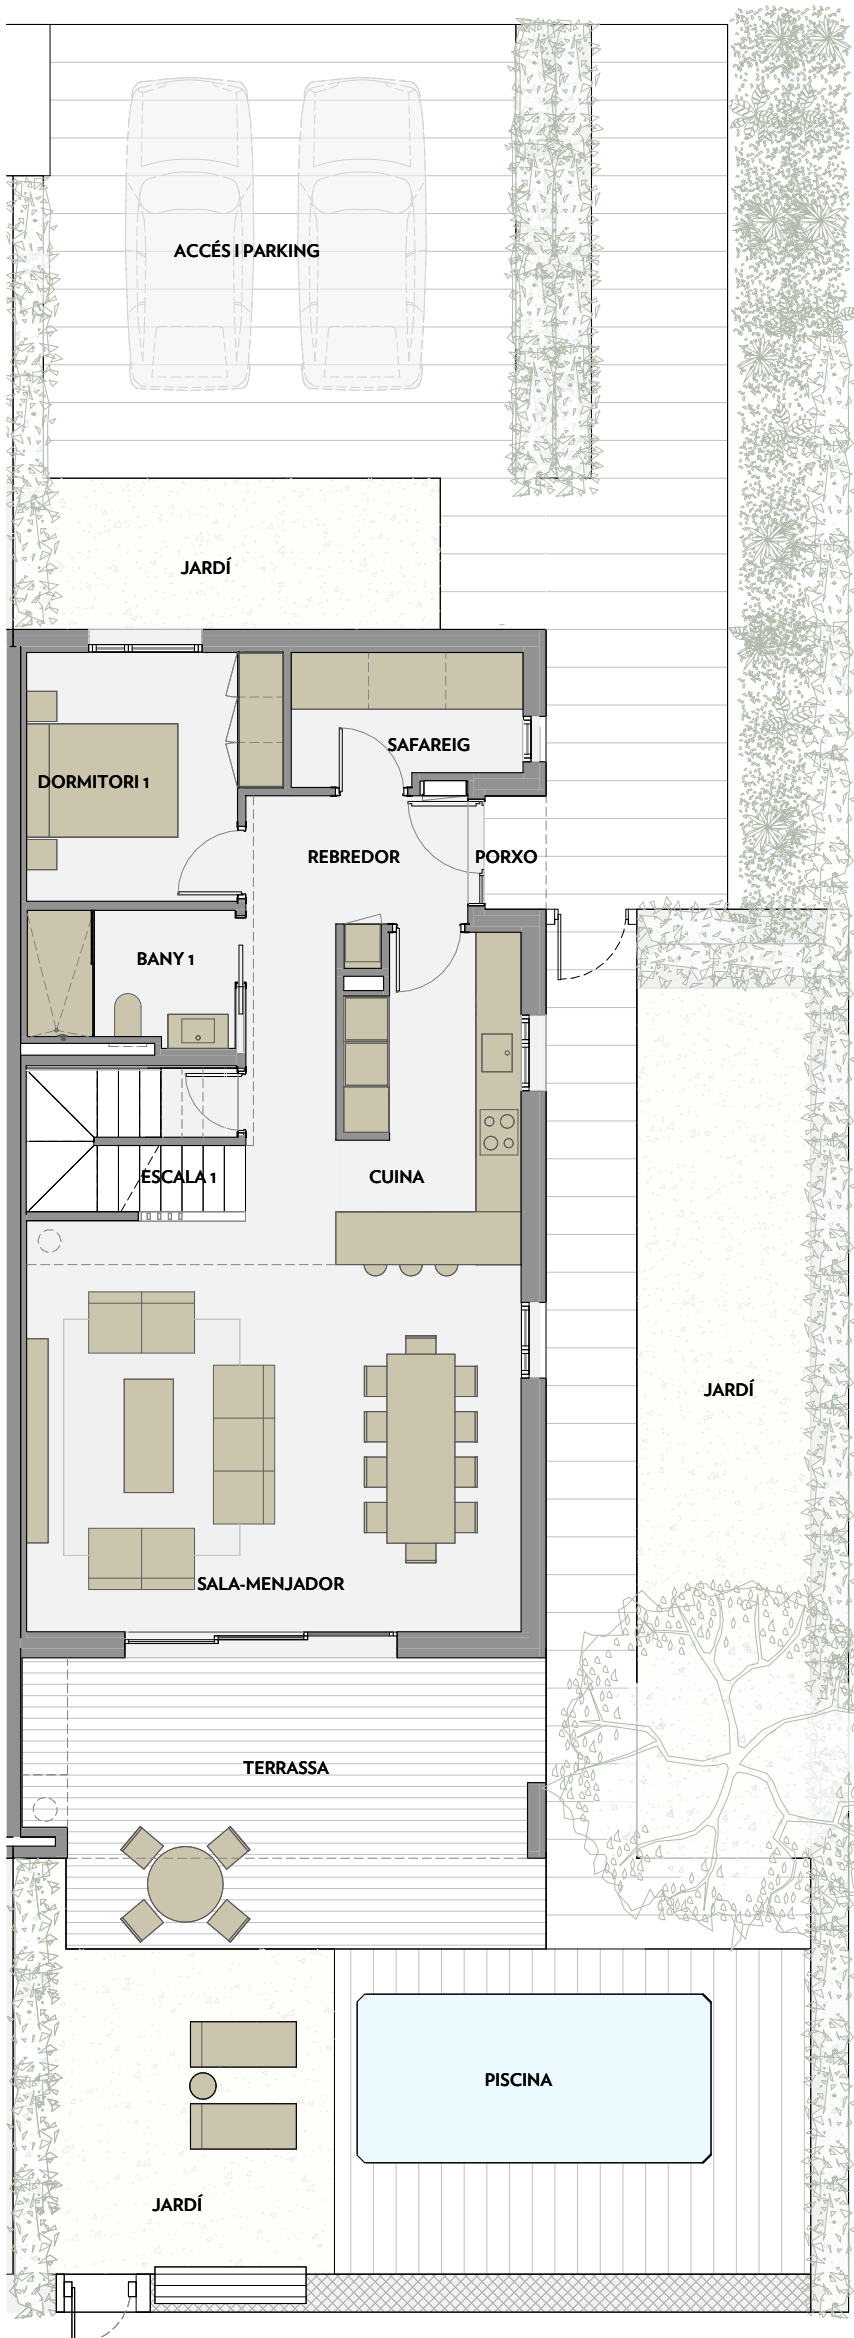 ACCÉS I PARKING
JARDÍ
SAFAREIG
DORMITORI 1
REBREDOR
PORXO
BANY 1
ESCALA 1
CUINA
JARDÍ
SALA-MENJADOR
TERRASSA
PISCINA
JARDÍ